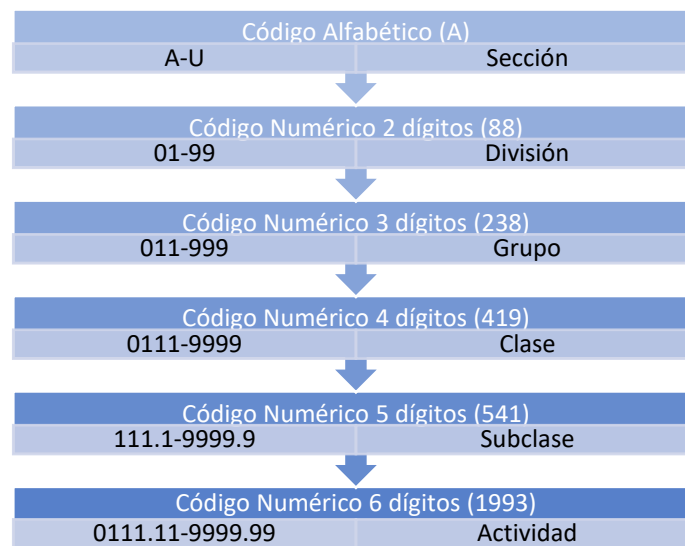 Código Alfabético (A)
A-U Sección
Código Numérico 2 dígitos (88)
01-99 División
Código Numérico 3 dígitos (238)
011-999 Grupo
Código Numérico 4 dígitos (419)
0111-9999 Clase
Código Numérico 5 dígitos (541)
111.1-9999.9 Subclase
Código Numérico 6 dígitos (1993)
0111.11-9999.99 Actividad